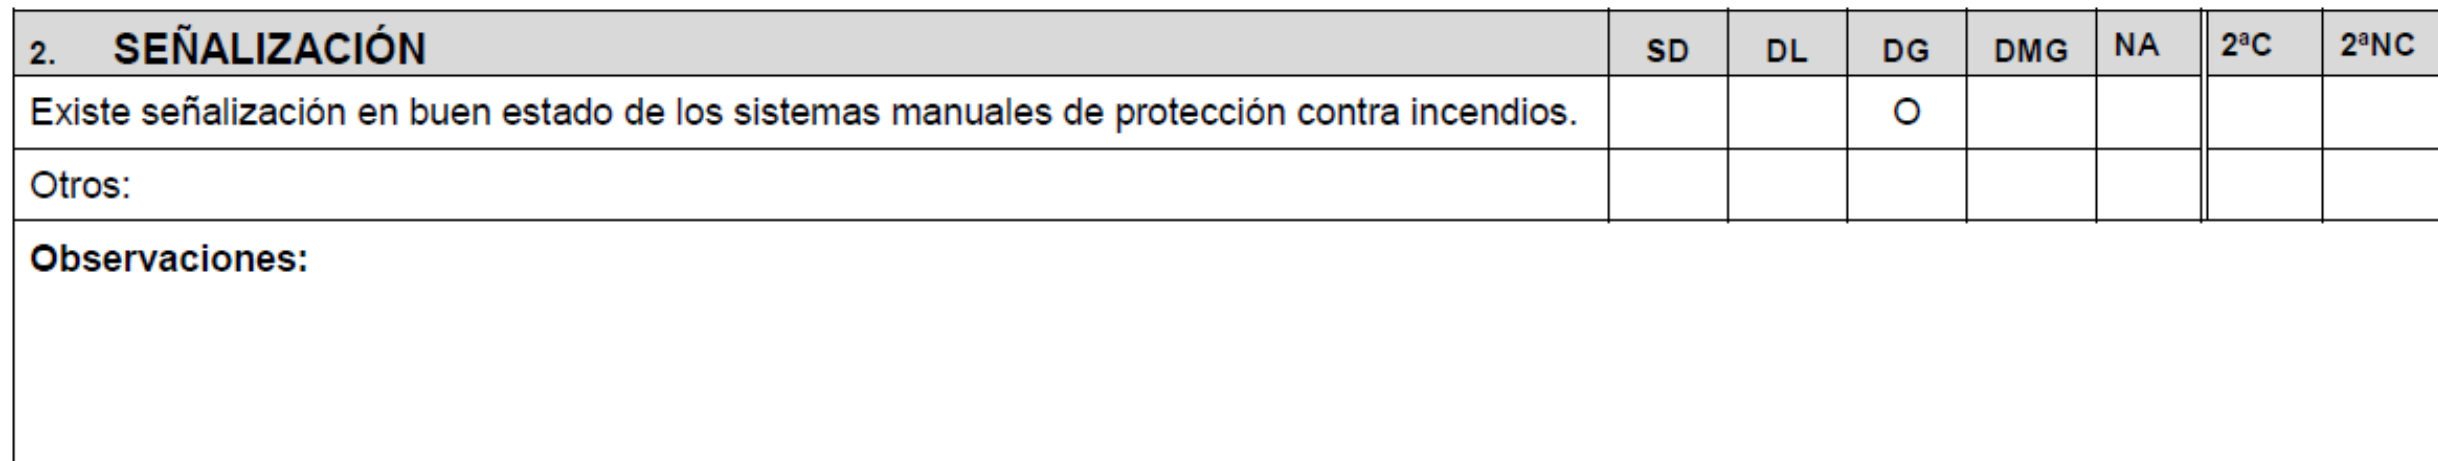 2. SEÑALIZACIÓN SD DL DG DMG NA 2ªC 2ªNC
Existe señalización en buen estado de los sistemas manuales de protección contra incendios. O
Otros:
Observaciones: